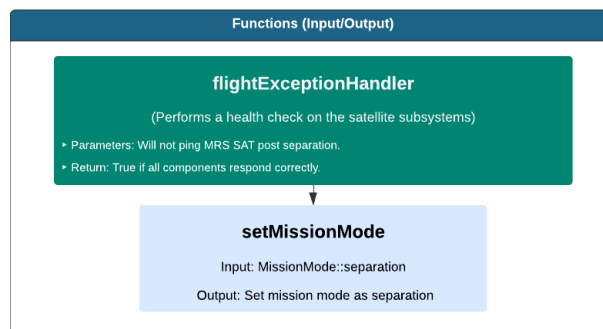 Functions (Input/Output)
flightExceptionHandler
(Performs a health check on the satellite subsystems)
‣ Parameters: Will not ping MRS SAT post separation.
‣ Return: True if all components respond correctly.
setMissionMode
Input: MissionMode::separation
Output: Set mission mode as separation